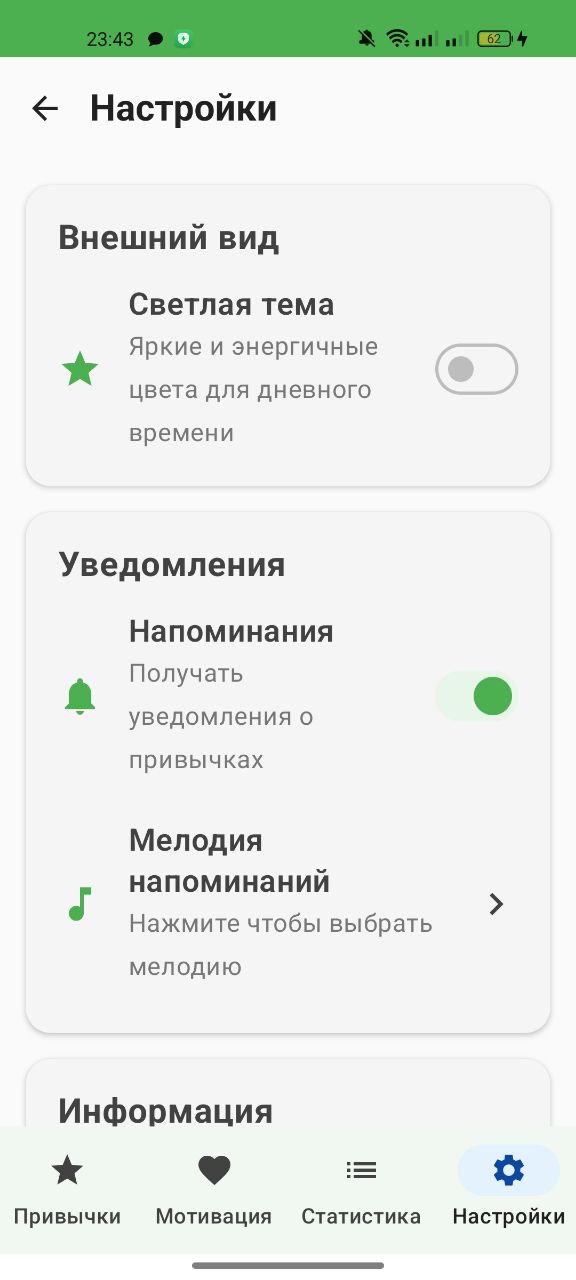 23:43
62
Настройки
Внешний вид
Светлая тема
Яркие и энергичные
цвета для дневного
времени
Уведомления
Напоминания
Получать
уведомления о
привычках
Мелодия
напоминаний
Нажмите чтобы выбрать
мелодию
Информация
Привычки
Мотивация
Статистика
Настройки